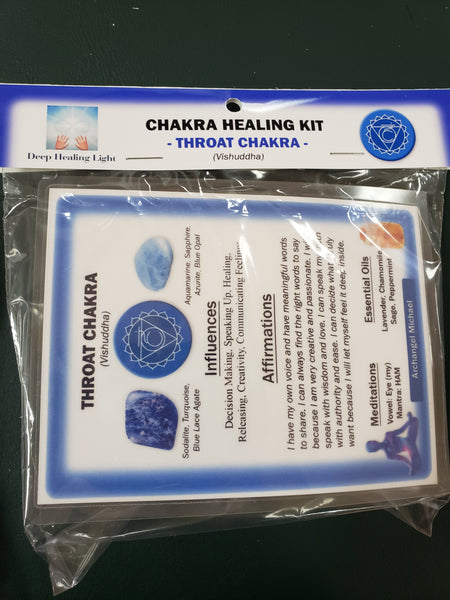 CHAKRA HEALING KIT
- THROAT CHAKRA -
(Vishuddha)
Deep Healing Light
THROAT CHAKRA
(Vishuddha)
Sodalite, Turquoise,
Blue Lace Agate
Aquamarine, Sapphire,
Azurite, Blue Opal
Influences
Decision Making, Speaking Up, Healing,
Releasing, Creativity, Communicating Feelings
Affirmations
I have my own voice and have meaningful words
to share. I can always find the right words to say
because I am very creative and passionate. I
speak with wisdom and love. I can speak my
with authority and ease. I can decide what I truly
want because I will let myself feel it deep inside.
Meditations
Vowel: Eye (my)
Mantra: HAM
Essential Oils
Lavender, Chamomile
Sage, Peppermint
Archangel Michael